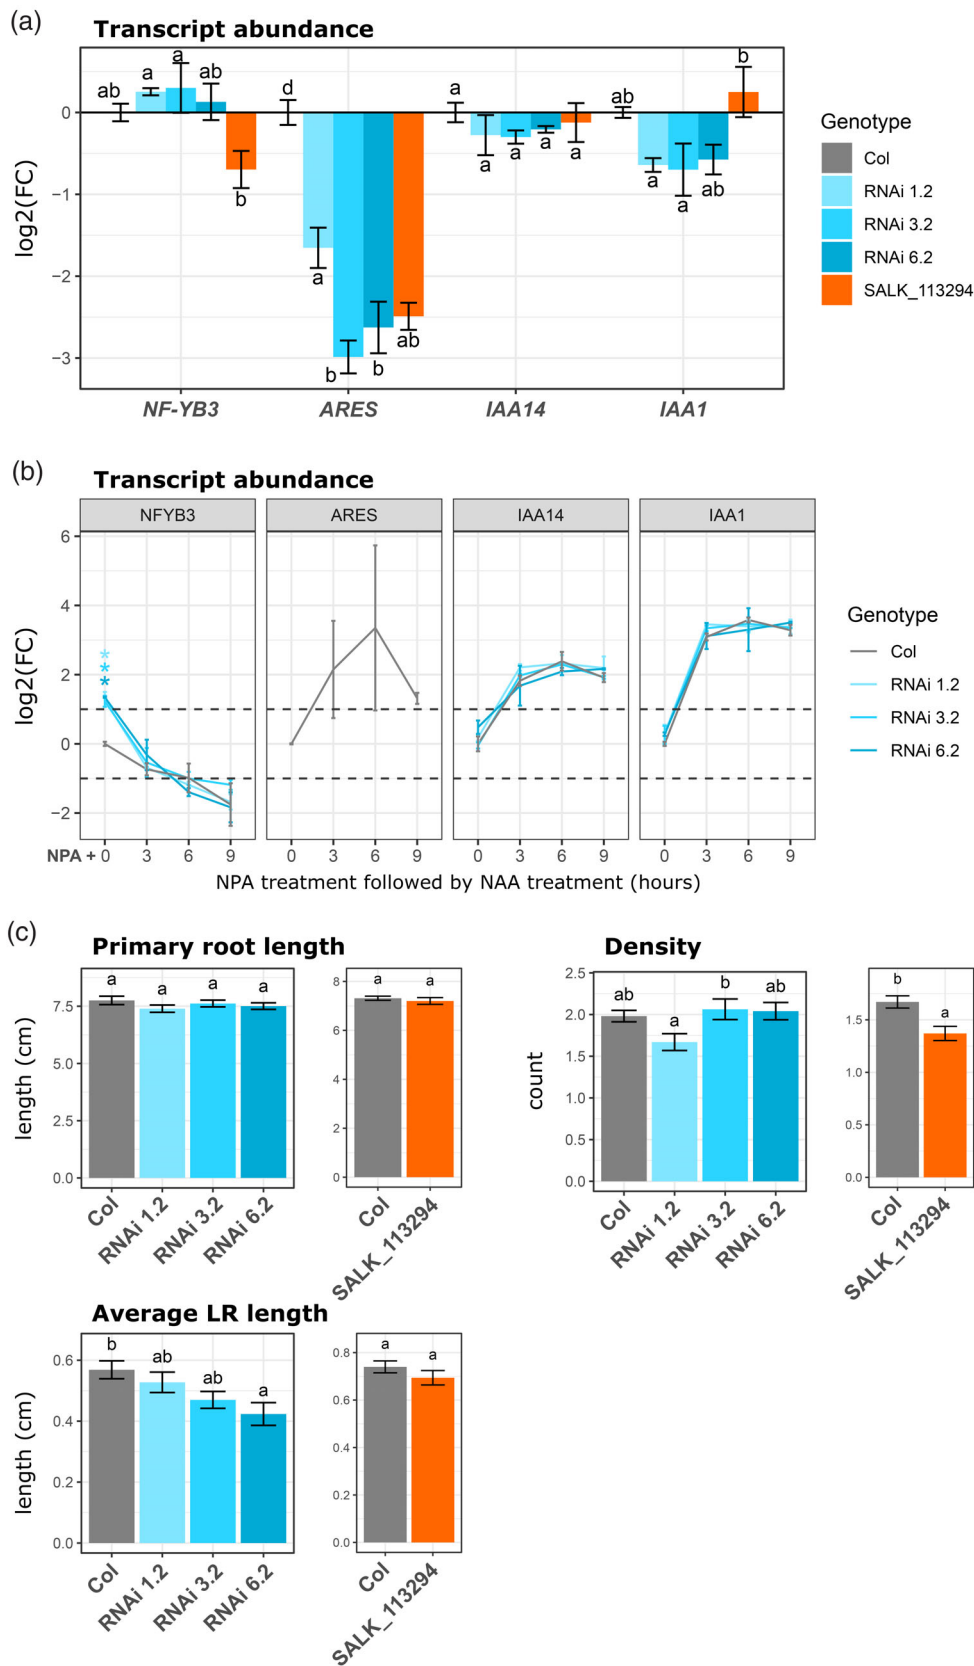 (a)
Transcript abundance
log2(FC)
0
−1
−2
−3
ab a a ab b
d a b b ab
a a a a a
ab a a ab b
NF-YB3 ARES IAA14 IAA1
Genotype
Col
RNAi 1.2
RNAi 3.2
RNAi 6.2
SALK_113294
(b)
Transcript abundance
NFYB3 ARES IAA14 IAA1
log2(FC)
6
4
2
0
−2
*
*
*
NPA + 0 3 6 9 0 3 6 9 0 3 6 9 0 3 6 9
NPA treatment followed by NAA treatment (hours)
Genotype
Col
RNAi 1.2
RNAi 3.2
RNAi 6.2
(c)
Primary root length
length (cm)
7.5
5.0
2.5
0.0
a a a a
Col RNAi 1.2 RNAi 3.2 RNAi 6.2
8
6
4
2
0
a a
Col SALK_113294
Density
count
2.5
2.0
1.5
1.0
0.5
0.0
ab a b ab
Col RNAi 1.2 RNAi 3.2 RNAi 6.2
1.5
1.0
0.5
0.0
b a
Col SALK_113294
Average LR length
length (cm)
0.6
0.4
0.2
0.0
b ab ab a
Col RNAi 1.2 RNAi 3.2 RNAi 6.2
0.8
0.6
0.4
0.2
0.0
a a
Col SALK_113294